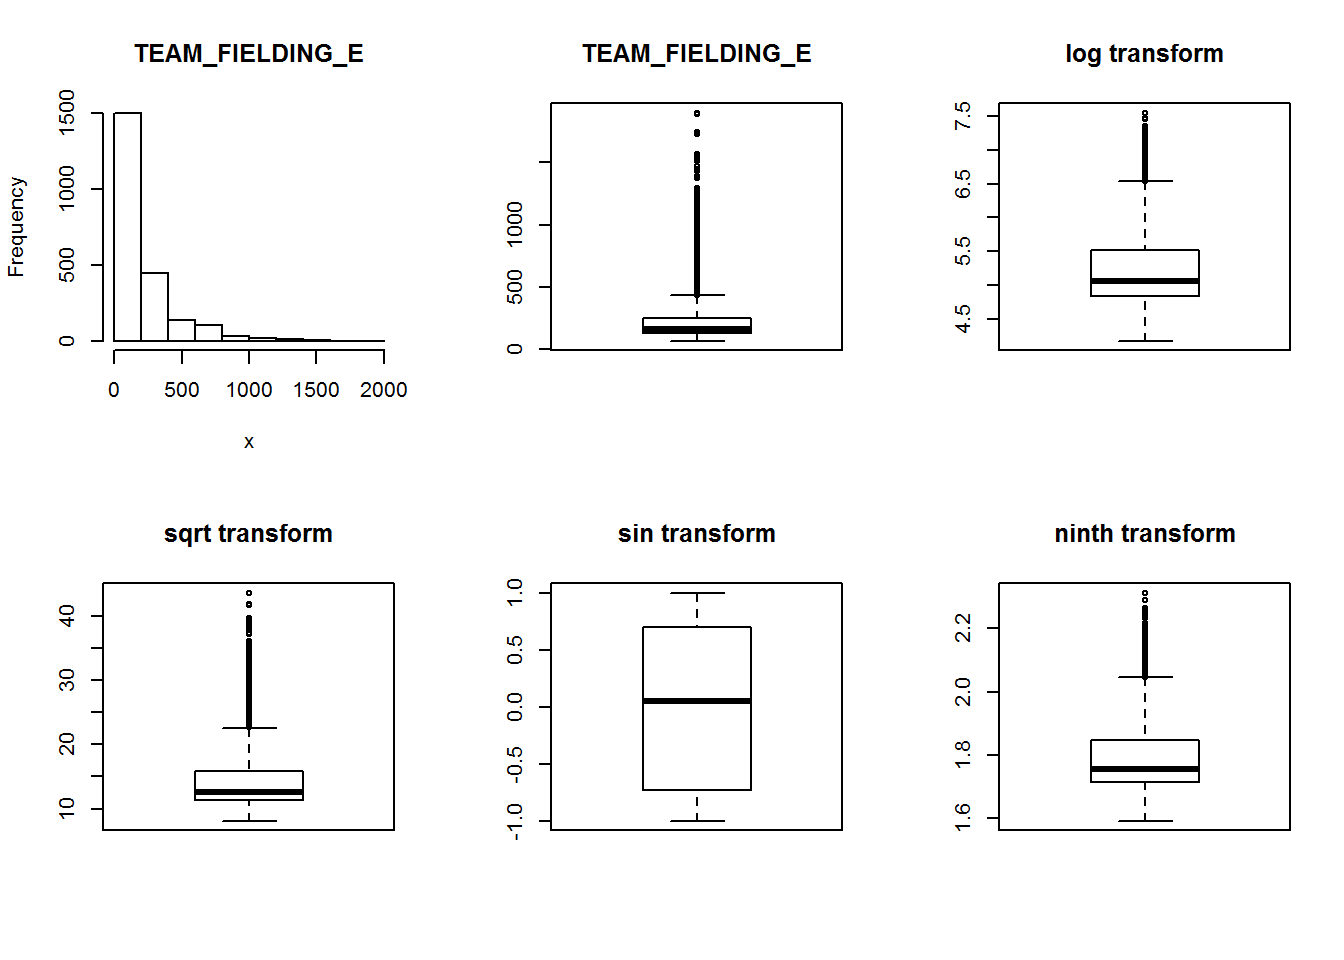 TEAM_FIELDING_E
Frequency
0 500 1000 1500
0 500 1000 1500 2000
x
TEAM_FIELDING_E
0 500 1000
log transform
4.5 5.5 6.5 7.5
sqrt transform
10 20 30 40
sin transform
-1.0 -0.5 0.0 0.5 1.0
ninth transform
1.6 1.8 2.0 2.2